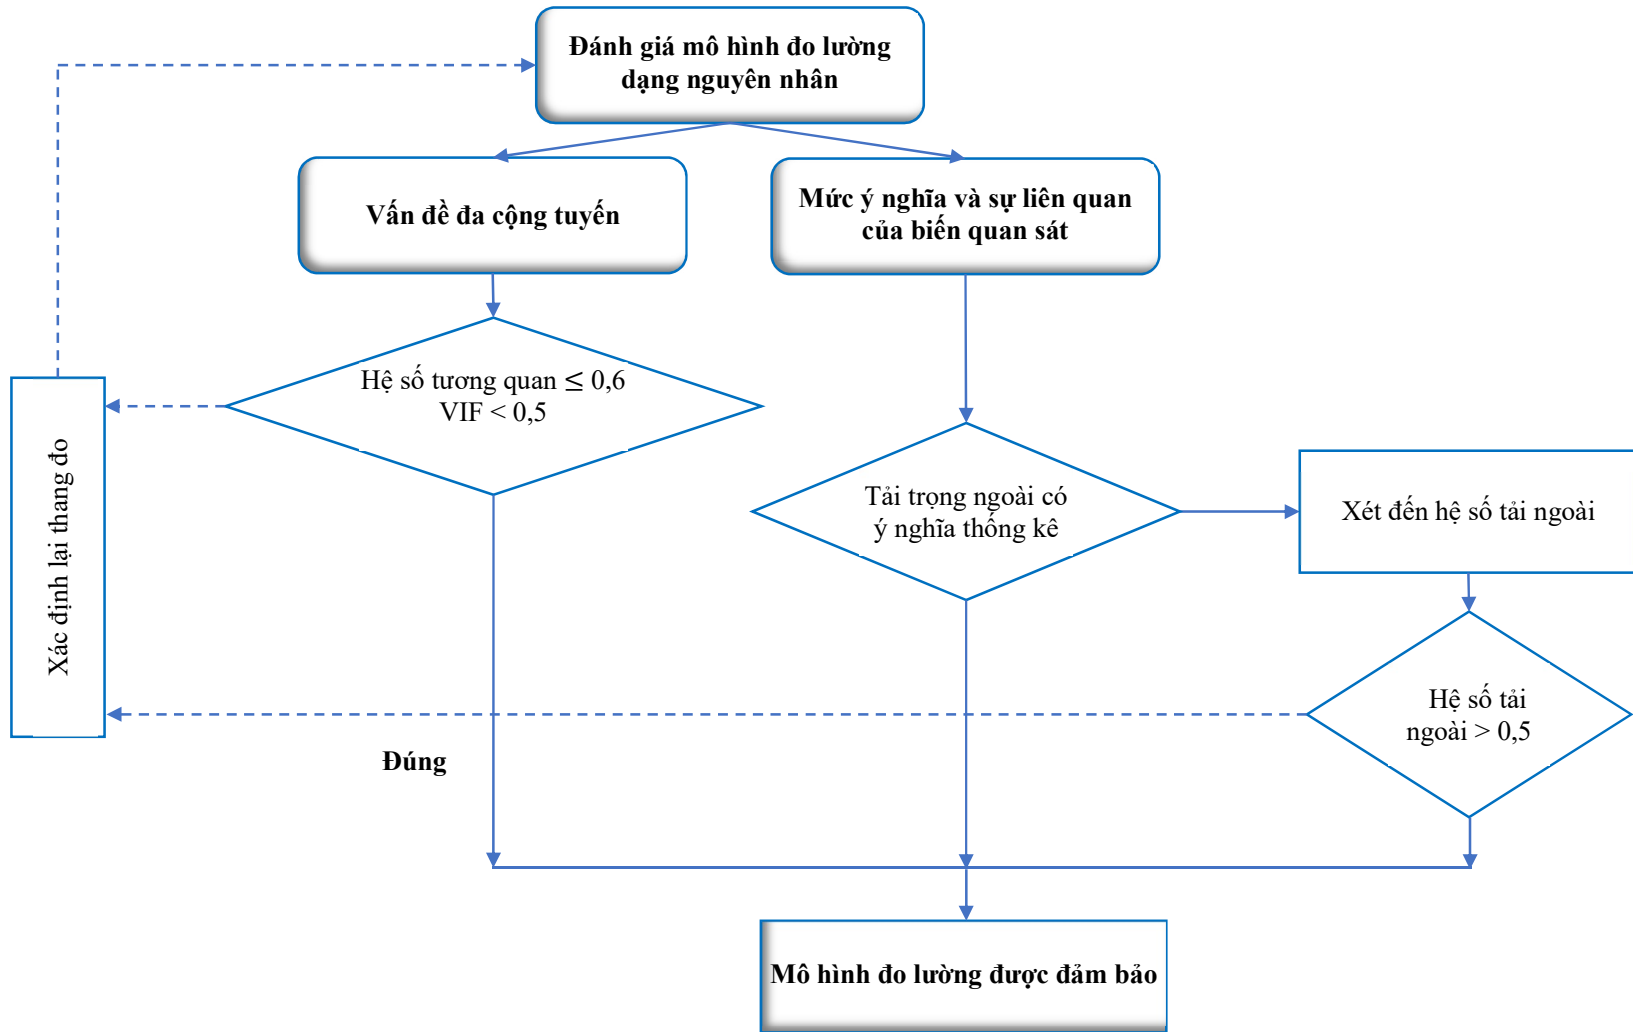 Đánh giá mô hình đo lường
dạng nguyên nhân
Vấn đề đa cộng tuyến
Mức ý nghĩa và sự liên quan
của biến quan sát
Hệ số tương quan ≤ 0,6
VIF < 0,5
Xác định lại thang đo
Tải trọng ngoài có
ý nghĩa thống kê
Xét đến hệ số tải ngoài
Hệ số tải
ngoài > 0,5
Đúng
Mô hình đo lường được đảm bảo